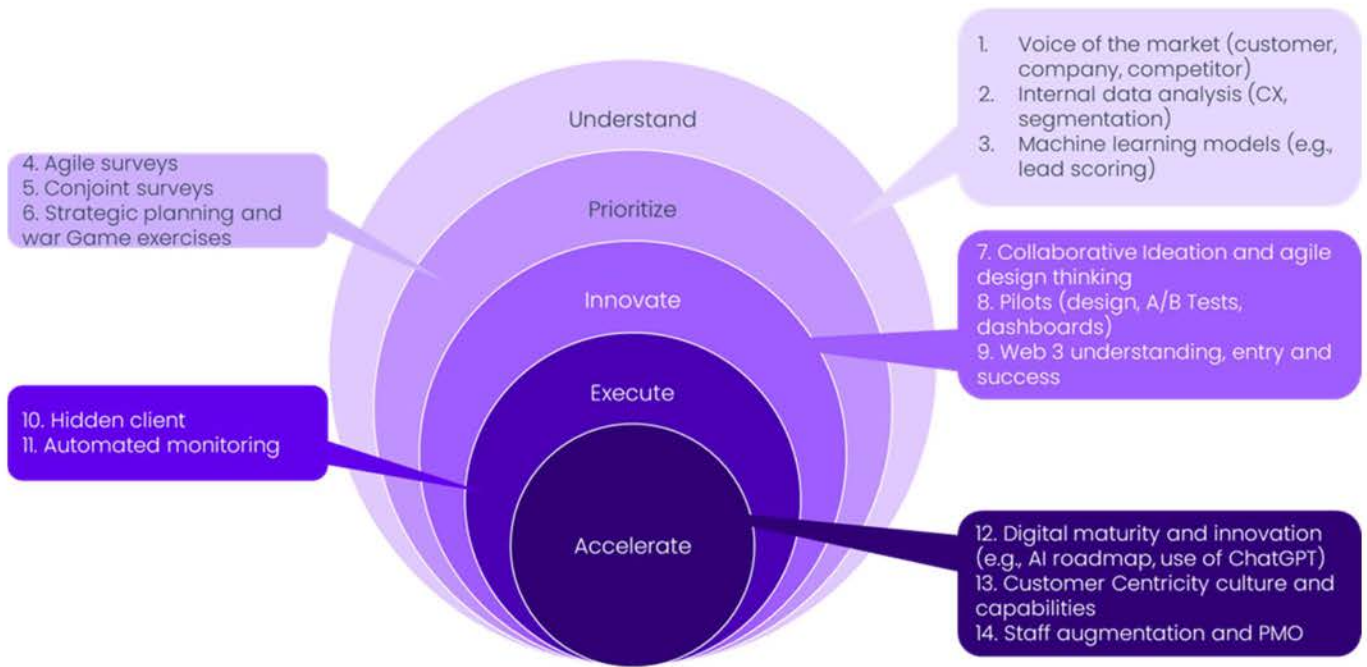 Understand
1. Voice of the market (customer,
company, competitor)
2. Internal data analysis (CX,
segmentation)
3. Machine learning models (e.g.,
lead scoring)
Prioritize
4. Agile surveys
5. Conjoint surveys
6. Strategic planning and
war Game exercises
Innovate
7. Collaborative Ideation and agile
design thinking
8. Pilots (design, A/B Tests,
dashboards)
9. Web 3 understanding, entry and
success
Execute
10. Hidden client
11. Automated monitoring
Accelerate
12. Digital maturity and innovation
(e.g., AI roadmap, use of ChatGPT)
13. Customer Centricity culture and
capabilities
14. Staff augmentation and PMO